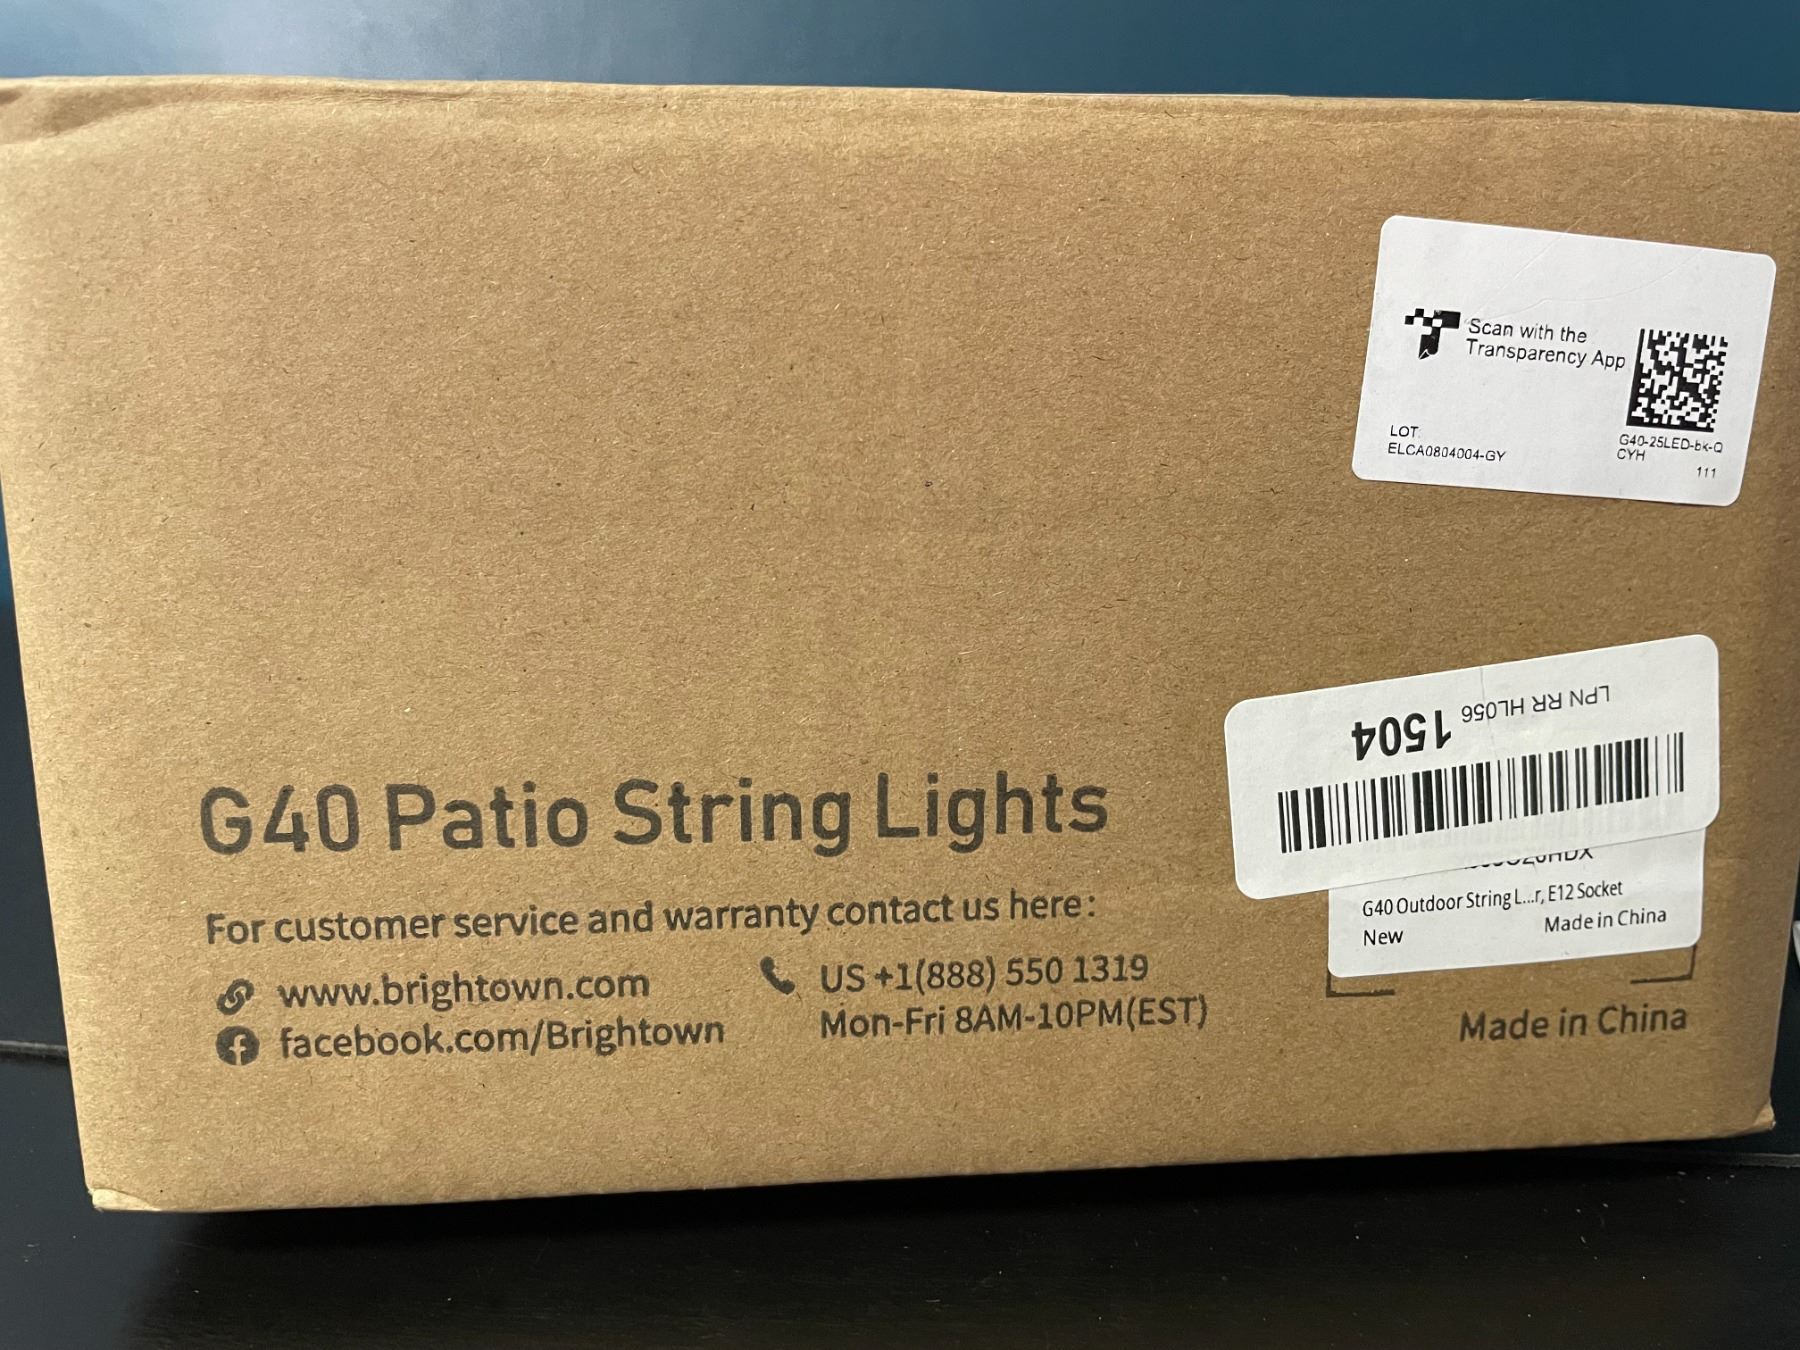 Scan with the
Transparency App
LOT:
ELCA0804004-GY
G40-25LED-bk-Q
CYH
111
LPN RR HL056 1504
G40 Outdoor String L...r, E12 Socket
New
Made in China
G40 Patio String Lights
For customer service and warranty contact us here:
www.brightown.com
facebook.com/Brightown
US +1(888) 550 1319
Mon-Fri 8AM-10PM(EST)
Made in China